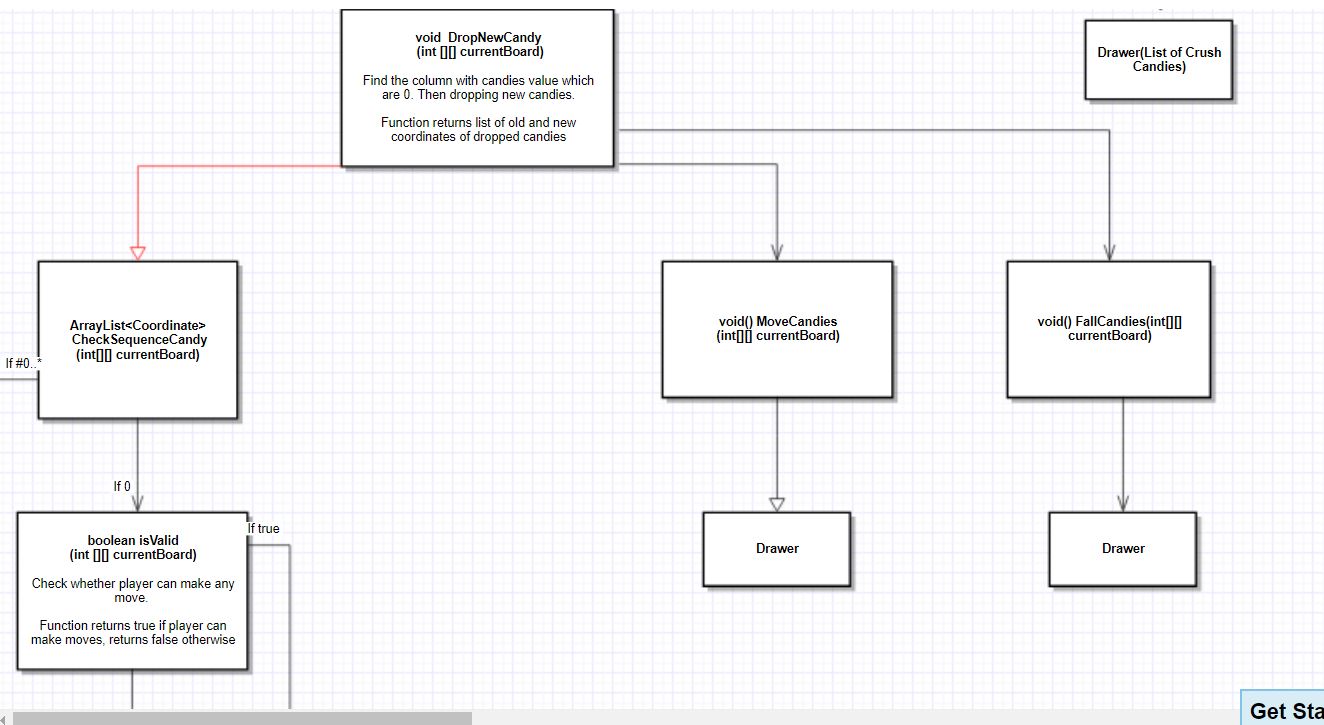 void DropNewCandy
(int [][] currentBoard)
Find the column with candies value which
are 0. Then dropping new candies.
Function returns list of old and new
coordinates of dropped candies
Drawer(List of Crush
Candies)
ArrayList<Coordinate>
CheckSequenceCandy
(int[][] currentBoard)
If #0..*
void() MoveCandies
(int[][] currentBoard)
void() FallCandies(int[][]
currentBoard)
If 0
boolean isValid
(int [][] currentBoard)
Check whether player can make any
move.
Function returns true if player can
make moves, returns false otherwise
If true
Drawer
Drawer
Get Sta